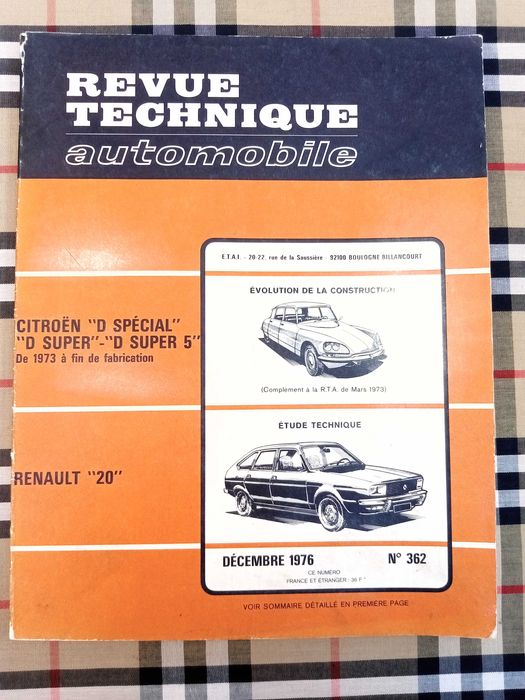 REVUE
TECHNIQUE
automobile
E.T.A.I. - 20-22, rue de la Saussière 92100 BOULOGNE BILLANCOURT
ÉVOLUTION DE LA CONSTRUCTION
CITROËN "D SPÉCIAL"
"D SUPER"-"D SUPER 5"
De 1973 à fin de fabrication
(Complément à la R.T.A. de Mars 1973)
ÉTUDE TECHNIQUE
RENAULT "20"
DÉCEMBRE 1976 N° 362
CE NUMÉRO
FRANCE ET ÉTRANGER : 36 F
VOIR SOMMAIRE DÉTAILLÉ EN PREMIÈRE PAGE